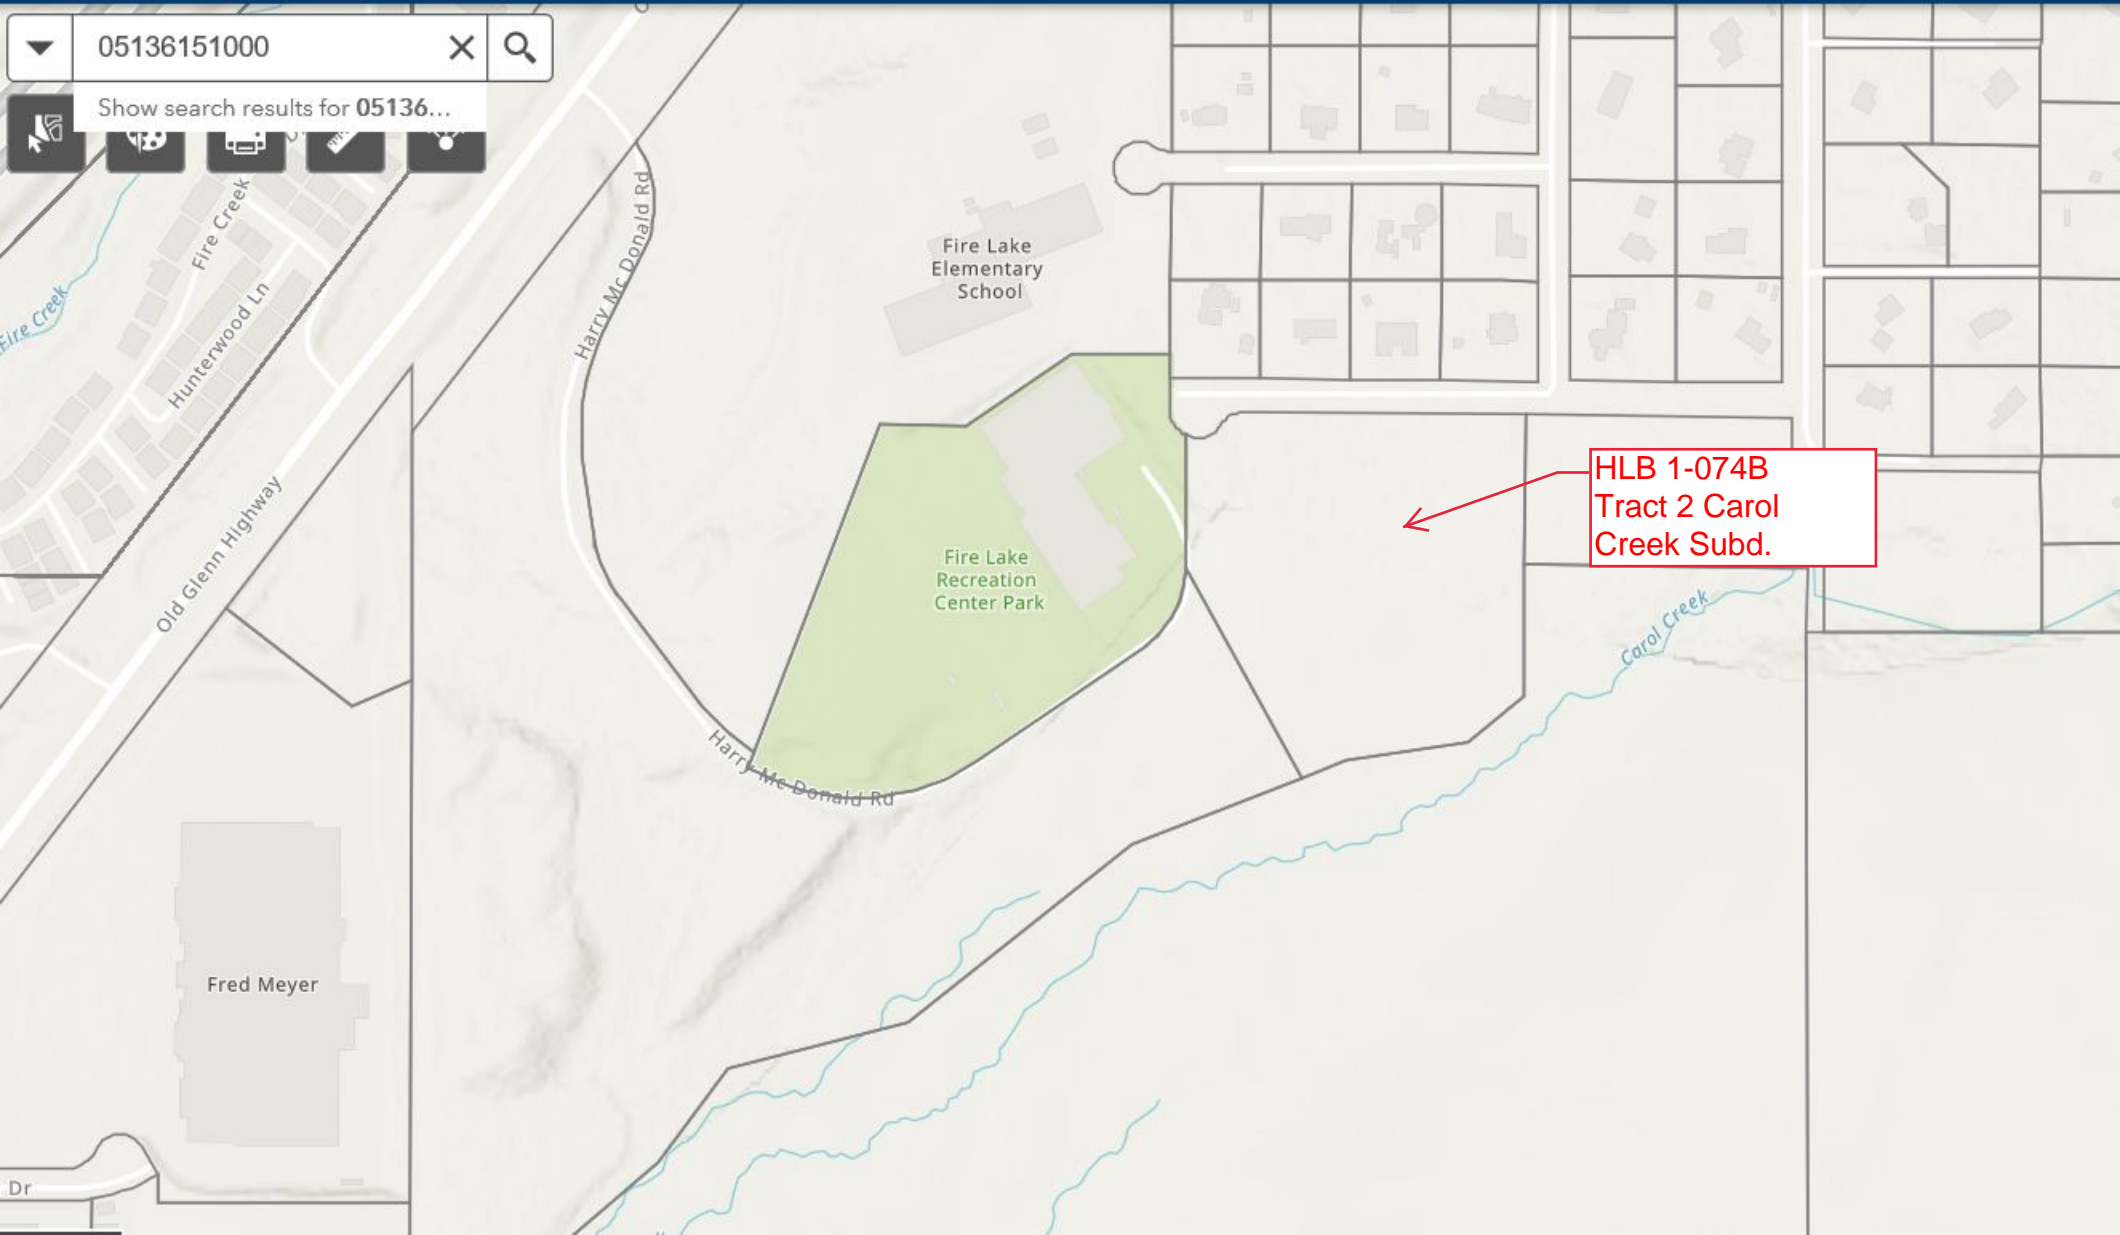 05136151000
Show search results for 05136...
Fire Creek
Hunterwood Ln
Fire Creek
Old Glenn Highway
Harry Mc Donald Rd
Fire Lake
Elementary
School
HLB 1-074B
Tract 2 Carol
Creek Subd.
Fire Lake
Recreation
Center Park
Carol Creek
Harry Mc Donald Rd
Fred Meyer
Dr